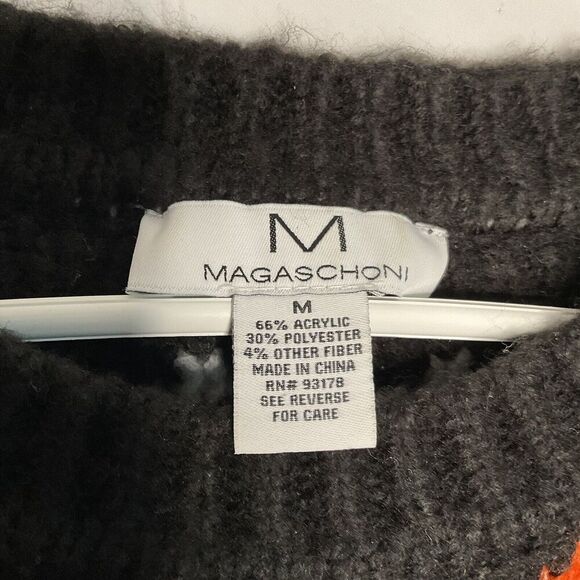 M
MAGASCHONI
M
66% ACRYLIC
30% POLYESTER
4% OTHER FIBER
MADE IN CHINA
RN# 93178
SEE REVERSE
FOR CARE